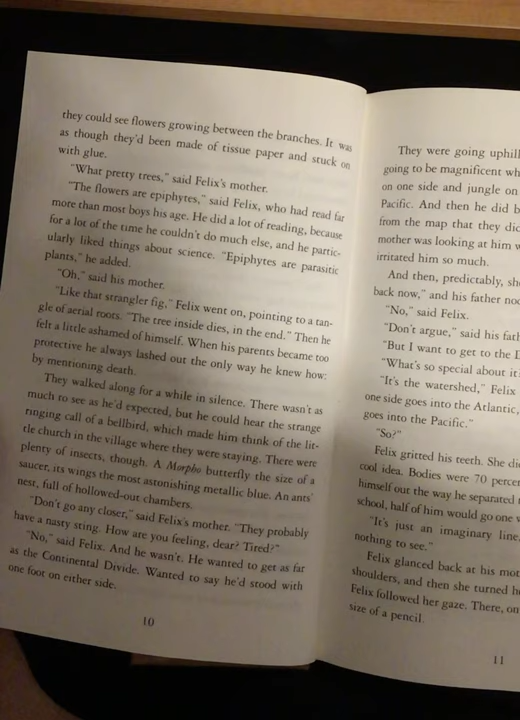 they could see flowers growing between the branches. It was
as though they'd been made of tissue paper and stuck on
with glue.
"What pretty trees," said Felix's mother.
"The flowers are epiphytes," said Felix, who had read far
more than most boys his age. He did a lot of reading, because
for a lot of the time he couldn't do much else, and he partic-
ularly liked things about science. "Epiphytes are parasitic
plants," he added.
"Oh," said his mother.
"Like that strangler fig," Felix went on, pointing to a tan-
gle of aerial roots. "The tree inside dies, in the end." Then he
felt a little ashamed of himself. When his parents became too
protective he always lashed out the only way he knew how:
by mentioning death.
They walked along for a while in silence. There wasn't as
much to see as he'd expected, but he could hear the strange
ringing call of a bellbird, which made him think of the lit-
tle church in the village where they were staying. There were
plenty of insects, though. A Morpho butterfly the size of a
saucer, its wings the most astonishing metallic blue. An ants'
nest, full of hollowed-out chambers.
"Don't go any closer," said Felix's mother. "They probably
have a nasty sting. How are you feeling, dear? Tired?"
"No," said Felix. And he wasn't. He wanted to get as far
as the Continental Divide. Wanted to say he'd stood with
one foot on either side.
10
They were going uphill
going to be magnificent wh
on one side and jungle on
Pacific. And then he did b
from the map that they dic
mother was looking at him w
irritated him so much.
And then, predictably, she
back now," and his father nod
"No," said Felix.
"Don't argue," said his fath
"But I want to get to the D
"What's so special about it?
"It's the watershed," Felix
one side goes into the Atlantic,
goes into the Pacific."
"So?"
Felix gritted his teeth. She di
cool idea. Bodies were 70 percen
himself out the way he separated
school, half of him would go one w
"It's just an imaginary line,
nothing to see."
Felix glanced back at his mot
shoulders, and then she turned h
Felix followed her gaze. There, on
size of a pencil.
11